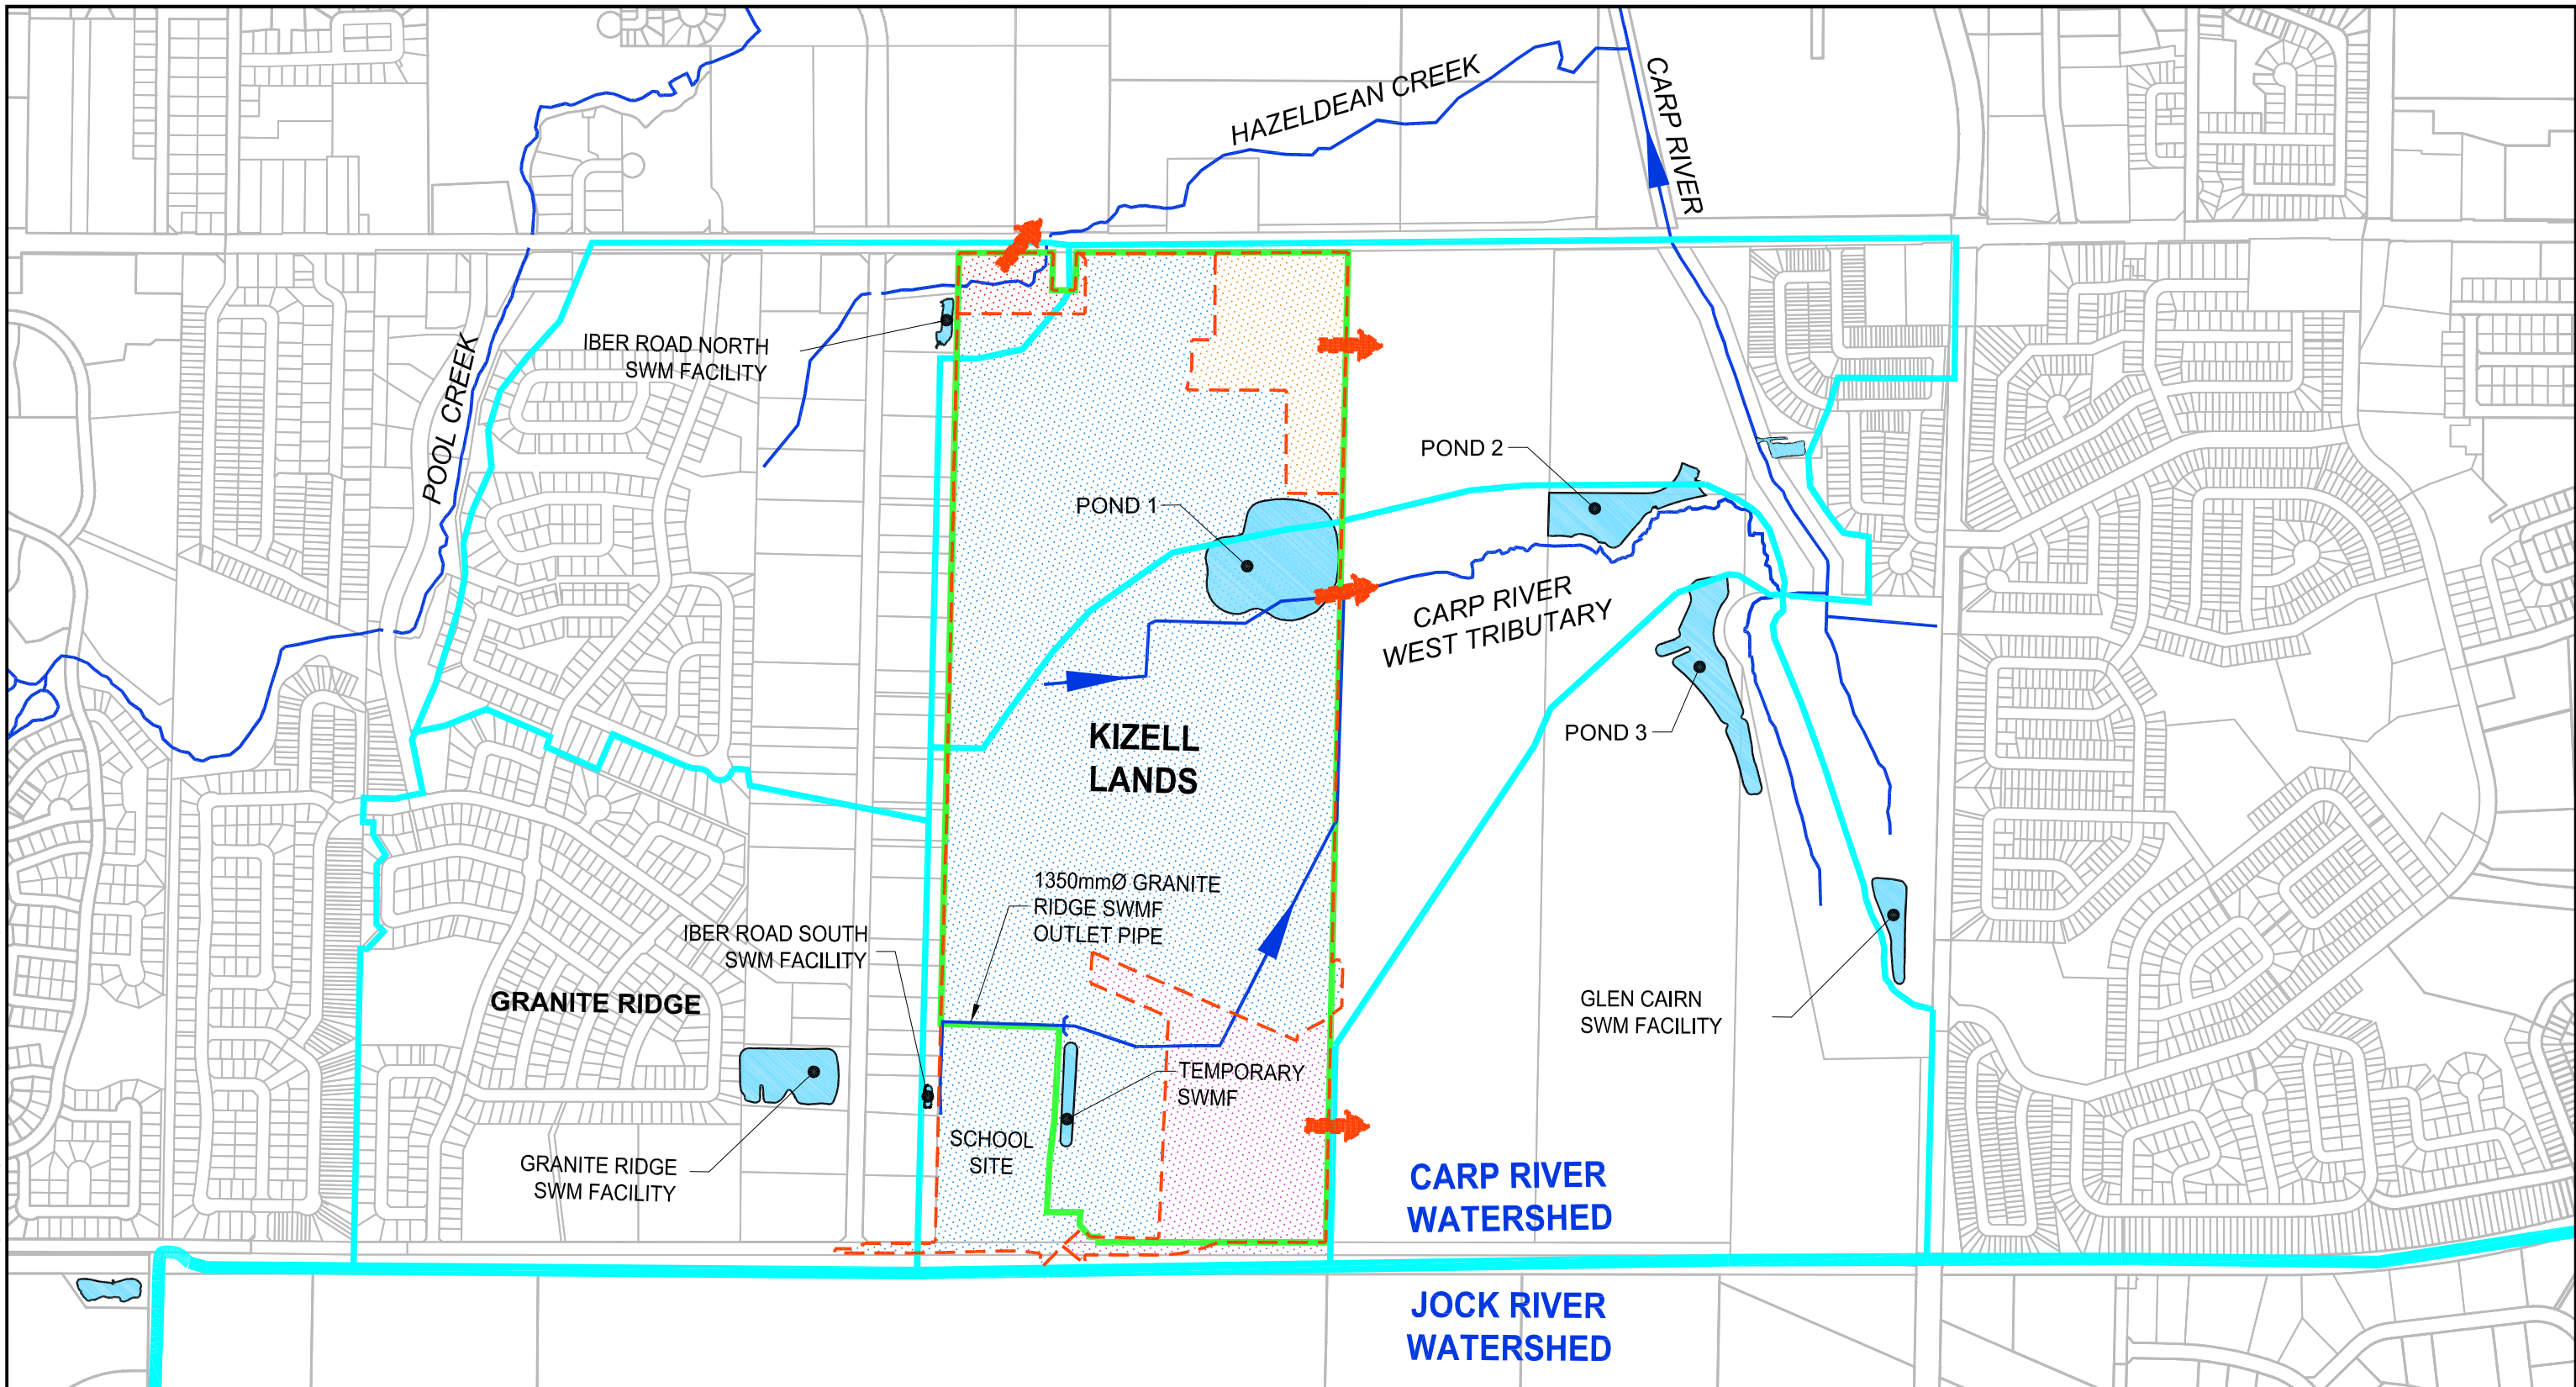 HAZELDEAN CREEK
CARP RIVER
IBER ROAD NORTH
SWM FACILITY
POOL CREEK
POND 1
POND 2
CARP RIVER
WEST TRIBUTARY
POND 3
KIZELL
LANDS
1350mmØ GRANITE
RIDGE SWMF
OUTLET PIPE
IBER ROAD SOUTH
SWM FACILITY
GRANITE RIDGE
GLEN CAIRN
SWM FACILITY
TEMPORARY
SWMF
SCHOOL
SITE
GRANITE RIDGE
SWM FACILITY
CARP RIVER
WATERSHED
JOCK RIVER
WATERSHED